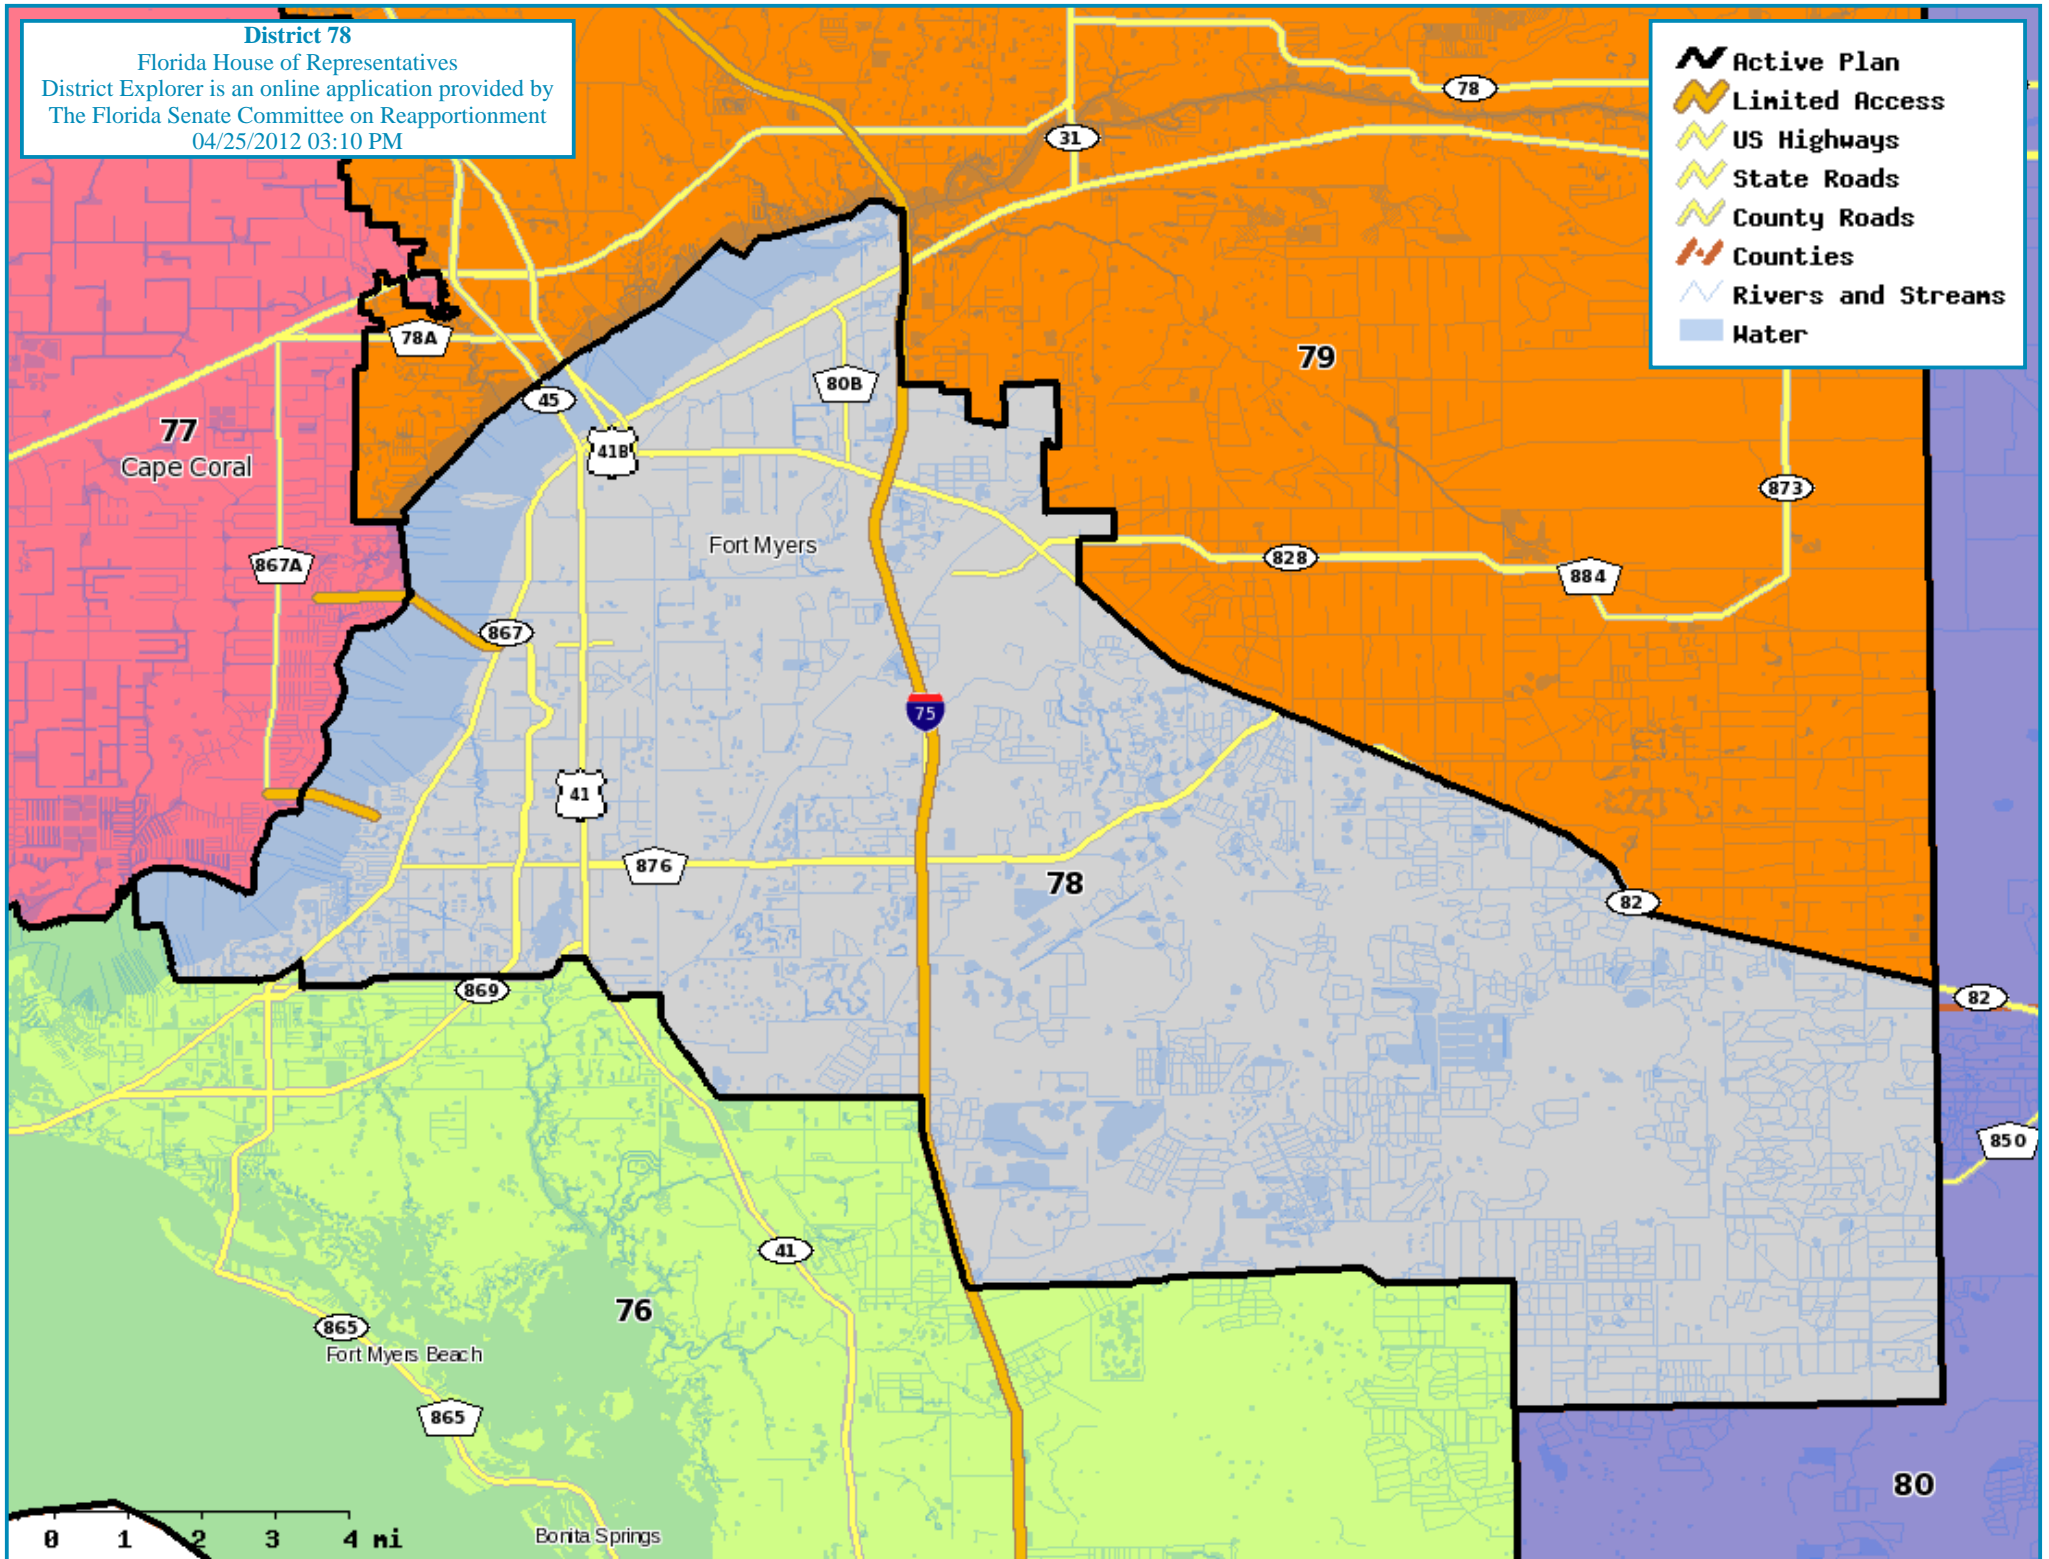 District 78
Florida House of Representatives
District Explorer is an online application provided by
The Florida Senate Committee on Reapportionment
04/25/2012 03:10 PM
Active Plan
Limited Access
US Highways
State Roads
County Roads
Counties
Rivers and Streams
Water
78
31
79
78A
80B
45
77
41B
Cape Coral
873
Fort Myers
828
867A
884
867
75
41
876
78
82
869
82
850
41
76
865
Fort Myers Beach
865
80
0 1 2 3 4 mi
Bonita Springs